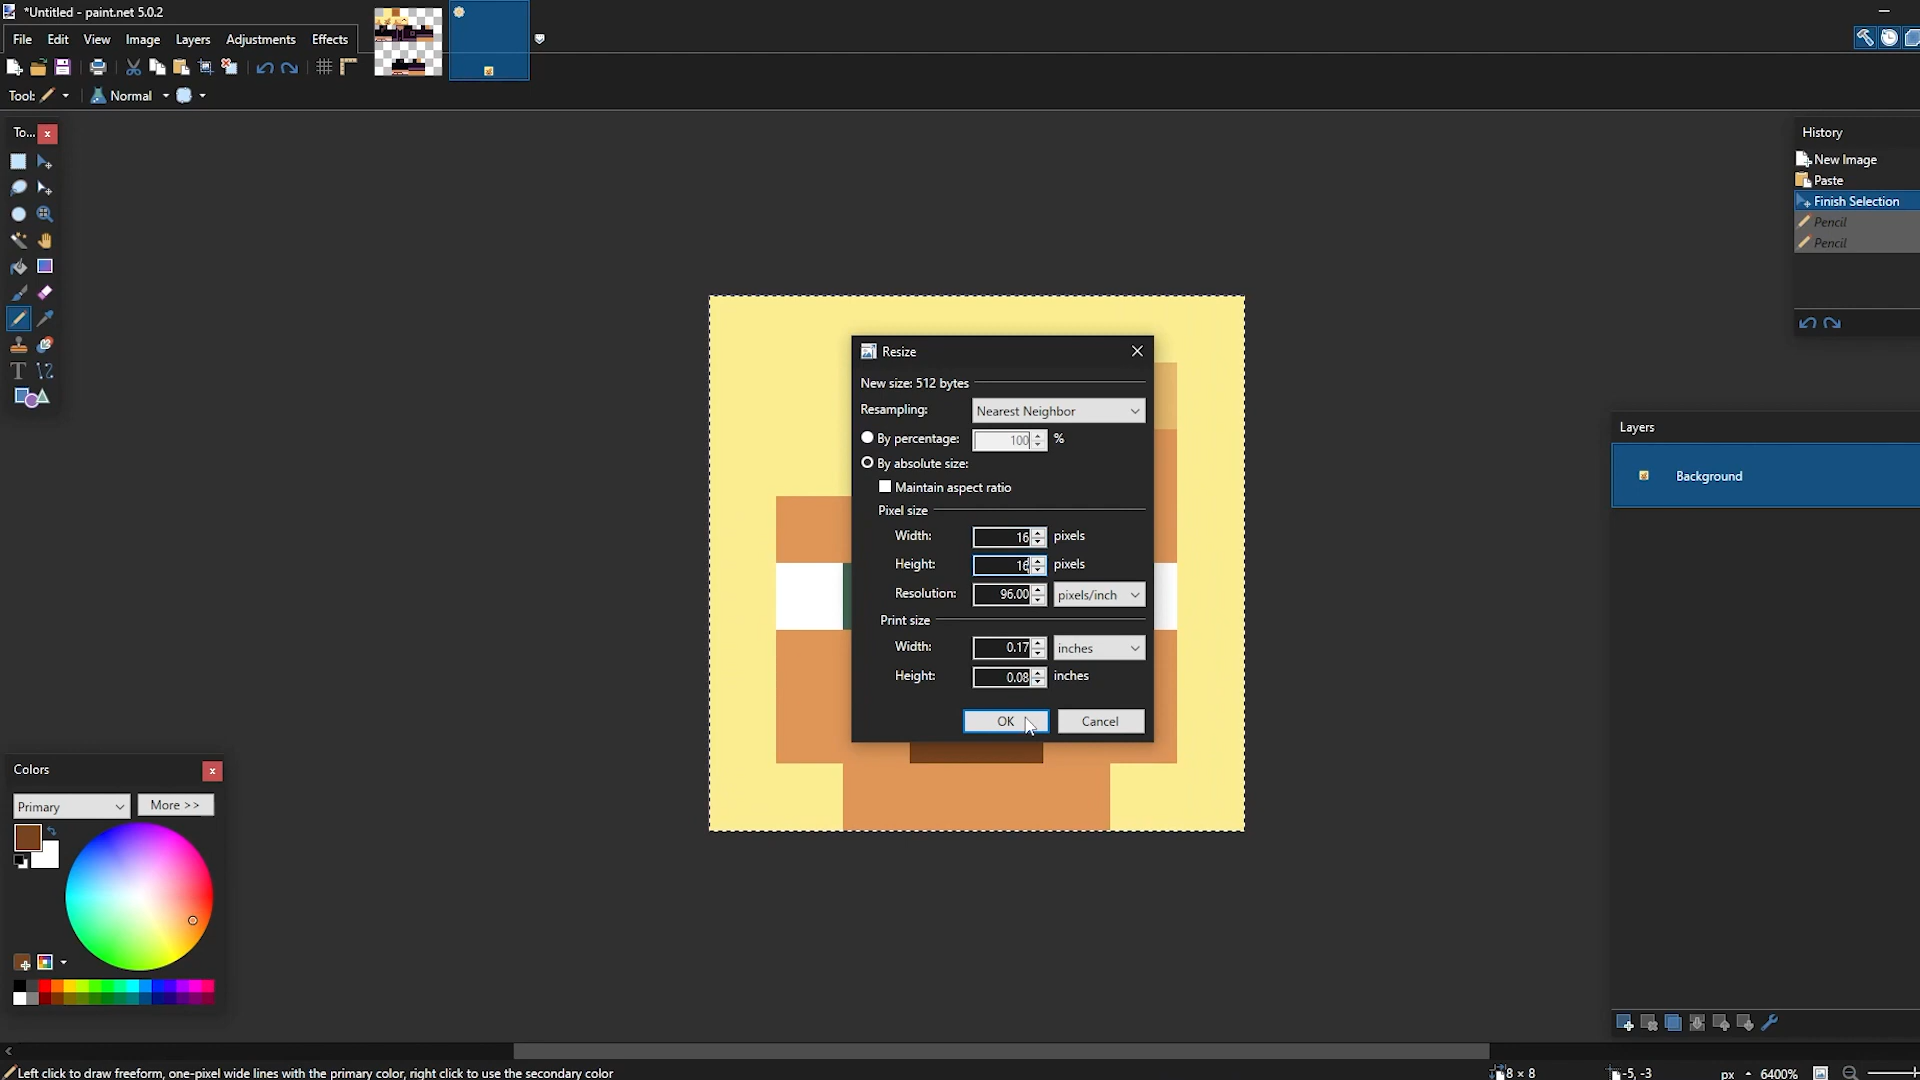 *Untitled - paint.net 5.0.2
File Edit View Image Layers Adjustments Effects
Tool: Normal
To... x
History
New Image
Paste
Finish Selection
Pencil
Pencil
Resize
New size: 512 bytes
Resampling: Nearest Neighbor
By percentage: 100 %
By absolute size:
Maintain aspect ratio
Pixel size
Width: 16 pixels
Height: 16 pixels
Resolution: 96.00 pixels/inch
Print size
Width: 0.17 inches
Height: 0.08 inches
OK Cancel
Layers
Background
Colors x
Primary More >>
Left click to draw freeform, one-pixel wide lines with the primary color, right click to use the secondary color
8 × 8 -5, -3 px 6400%